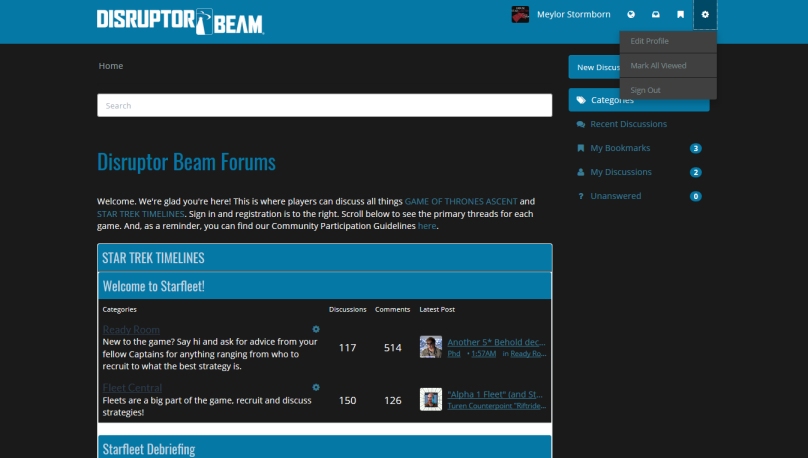 DISRUPTOR BEAM
Meylor Stormborn
Edit Profile
Mark All Viewed
Sign Out
Home
Search
New Discus
Categories
Recent Discussions
My Bookmarks 3
My Discussions 2
? Unanswered 0
Disruptor Beam Forums
Welcome. We're glad you're here! This is where players can discuss all things GAME OF THRONES ASCENT and
STAR TREK TIMELINES. Sign in and registration is to the right. Scroll below to see the primary threads for each
game. And, as a reminder, you can find our Community Participation Guidelines here.
STAR TREK TIMELINES
Welcome to Starfleet!
Categories Discussions Comments Latest Post
Ready Room
New to the game? Say hi and ask for advice from your
fellow Captains for anything ranging from who to
recruit to what the best strategy is.
117 514
Another 5* Behold dec...
Phd • 1:57AM in Ready Ro...
Fleet Central
Fleets are a big part of the game, recruit and discuss
strategies!
150 126
"Alpha 1 Fleet" (and St...
Turen Counterpoint "Riftride...
Starfleet Debriefing